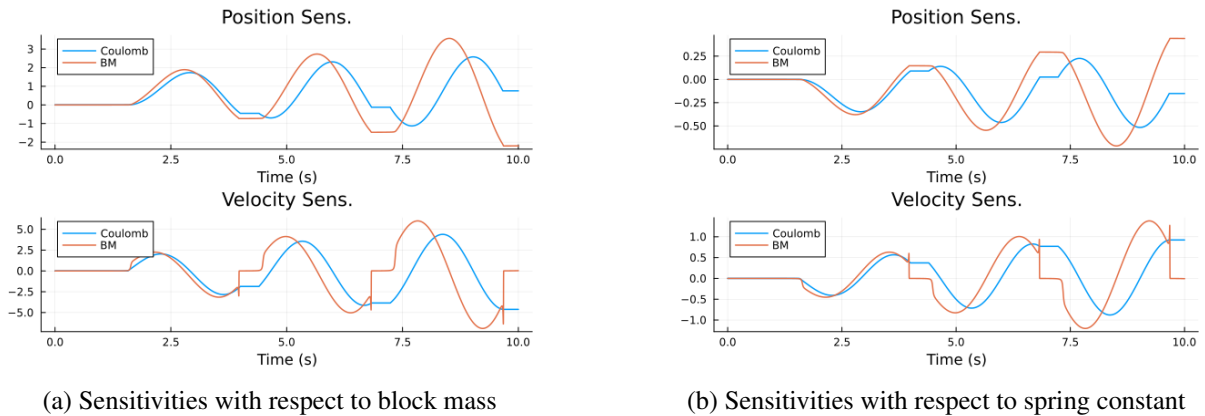 Position Sens.
Coulomb
BM
3
2
1
0
−1
−2
0.0
2.5
5.0
7.5
10.0
Time (s)
Velocity Sens.
Coulomb
BM
5.0
2.5
0.0
−2.5
−5.0
0.0
2.5
5.0
7.5
10.0
Time (s)
(a) Sensitivities with respect to block mass
Position Sens.
Coulomb
BM
0.25
0.00
−0.25
−0.50
0.0
2.5
5.0
7.5
10.0
Time (s)
Velocity Sens.
Coulomb
BM
1.0
0.5
0.0
−0.5
−1.0
0.0
2.5
5.0
7.5
10.0
Time (s)
(b) Sensitivities with respect to spring constant